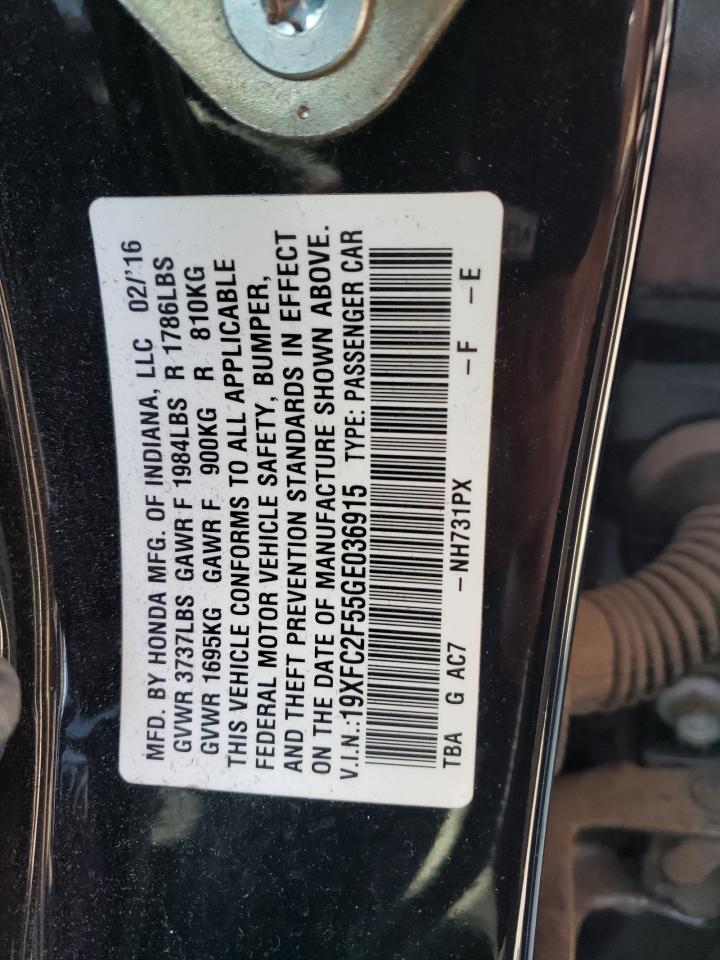 MFD. BY HONDA MFG. OF INDIANA, LLC 02/'16
GVWR 3737LBS GAWR F 1984LBS R 1786LBS
GVWR 1695KG GAWR F 900KG R 810KG
THIS VEHICLE CONFORMS TO ALL APPLICABLE
FEDERAL MOTOR VEHICLE SAFETY, BUMPER,
AND THEFT PREVENTION STANDARDS IN EFFECT
ON THE DATE OF MANUFACTURE SHOWN ABOVE.
V.I.N.:19XFC2F55GE036915 TYPE: PASSENGER CAR
TBA G AC7 -NH731PX -F -E